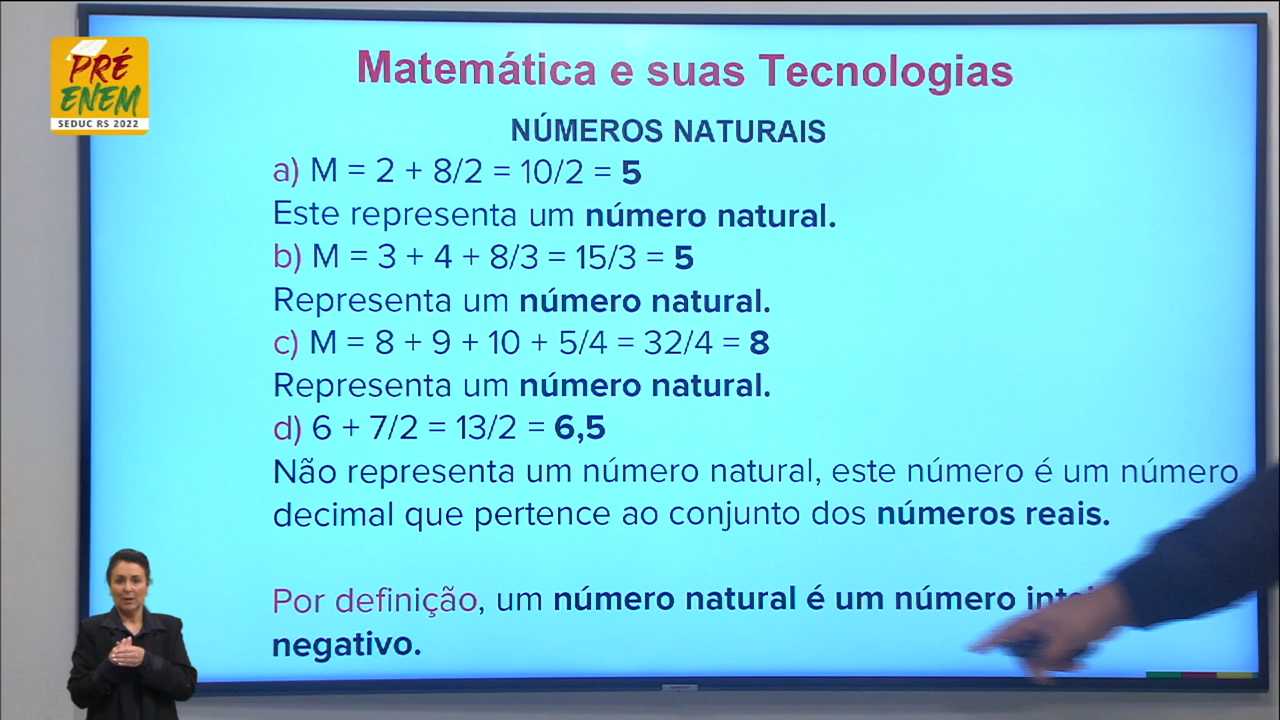 PRÉ
ENEM
SEDUC RS 2022
Matemática e suas Tecnologias
NÚMEROS NATURAIS
a) M = 2 + 8/2 = 10/2 = 5
Este representa um número natural.
b) M = 3 + 4 + 8/3 = 15/3 = 5
Representa um número natural.
c) M = 8 + 9 + 10 + 5/4 = 32/4 = 8
Representa um número natural.
d) 6 + 7/2 = 13/2 = 6,5
Não representa um número natural, este número é um número
decimal que pertence ao conjunto dos números reais.
Por definição, um número natural é um número
negativo.